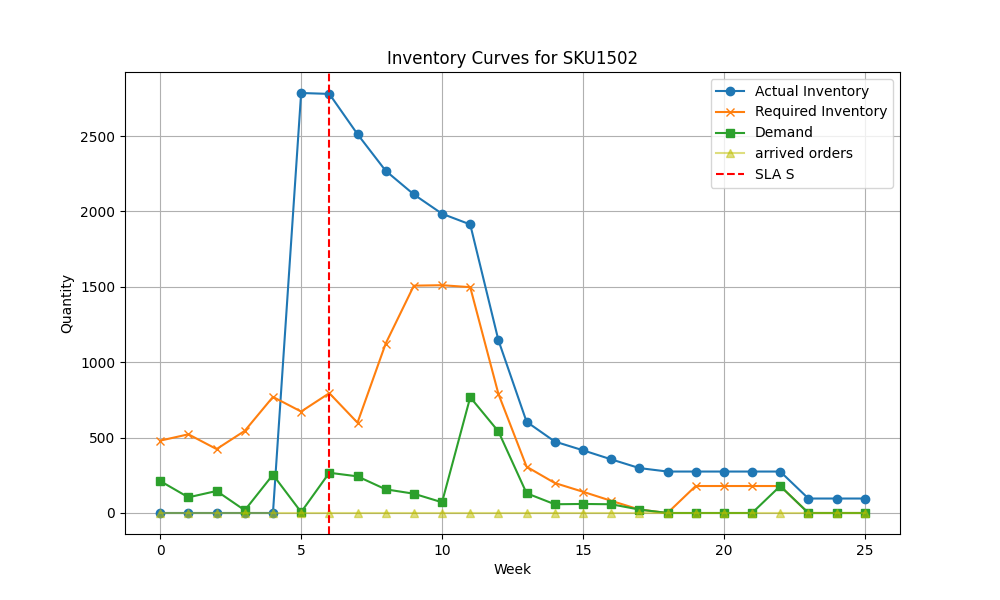 Inventory Curves for SKU1502
Actual Inventory
Required Inventory
Demand
arrived orders
SLA S
Quantity
2500
2000
1500
1000
500
0
0 5 10 15 20 25
Week